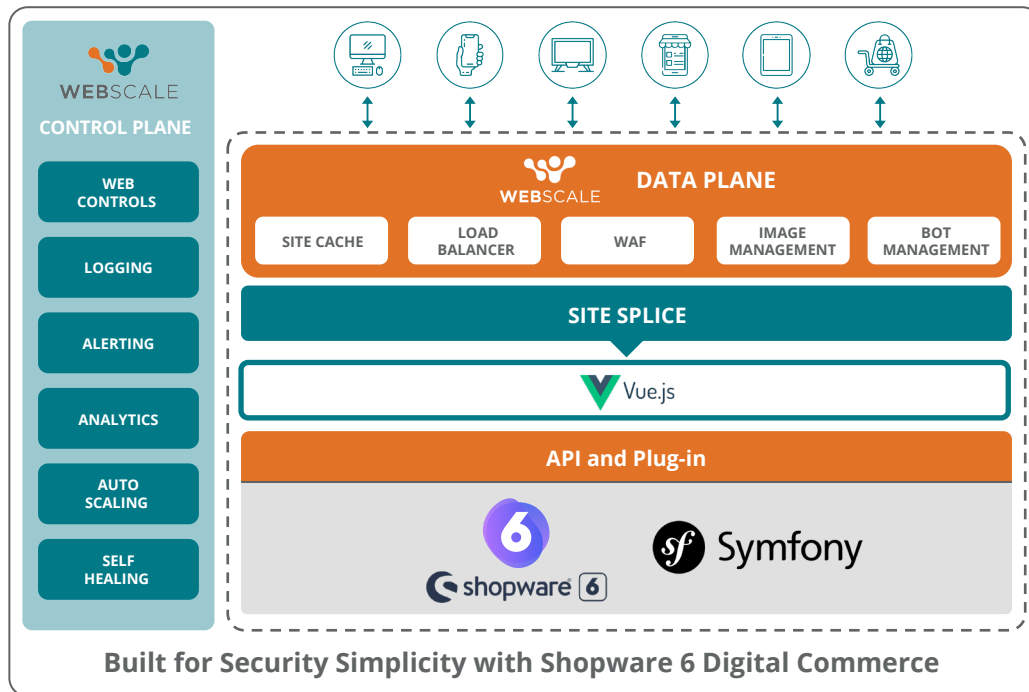 WEBSCALE
CONTROL PLANE
WEB
CONTROLS
LOGGING
ALERTING
ANALYTICS
AUTO
SCALING
SELF
HEALING
WEBSCALE
DATA PLANE
SITE CACHE
LOAD
BALANCER
WAF
IMAGE
MANAGEMENT
BOT
MANAGEMENT
SITE SPLICE
Vue.js
API and Plug-in
6
shopware 6
sf Symfony
Built for Security Simplicity with Shopware 6 Digital Commerce